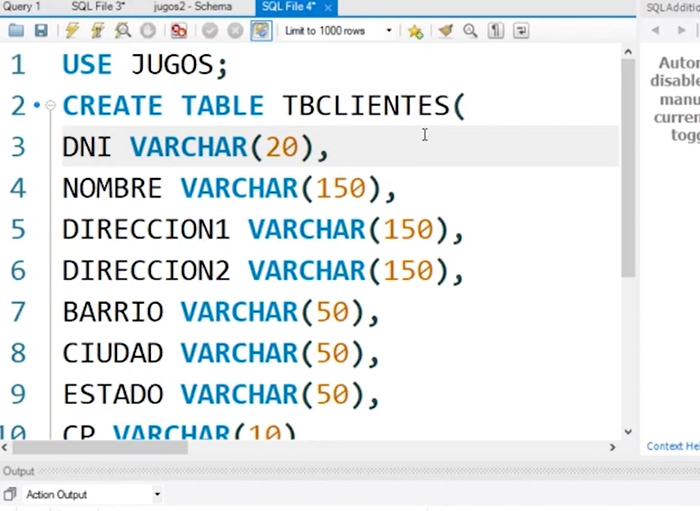 Query 1 SQL File 3* jugos2 - Schema SQL File 4* SQLAdditio
Limit to 1000 rows
1 USE JUGOS;
2 CREATE TABLE TBCLIENTES(
3 DNI VARCHAR(20),
4 NOMBRE VARCHAR(150),
5 DIRECCION1 VARCHAR(150),
6 DIRECCION2 VARCHAR(150),
7 BARRIO VARCHAR(50),
8 CIUDAD VARCHAR(50),
9 ESTADO VARCHAR(50),
10 CP VARCHAR(10)
Autom
disable
manu
curren
togg
Context Hel
Output
Action Output